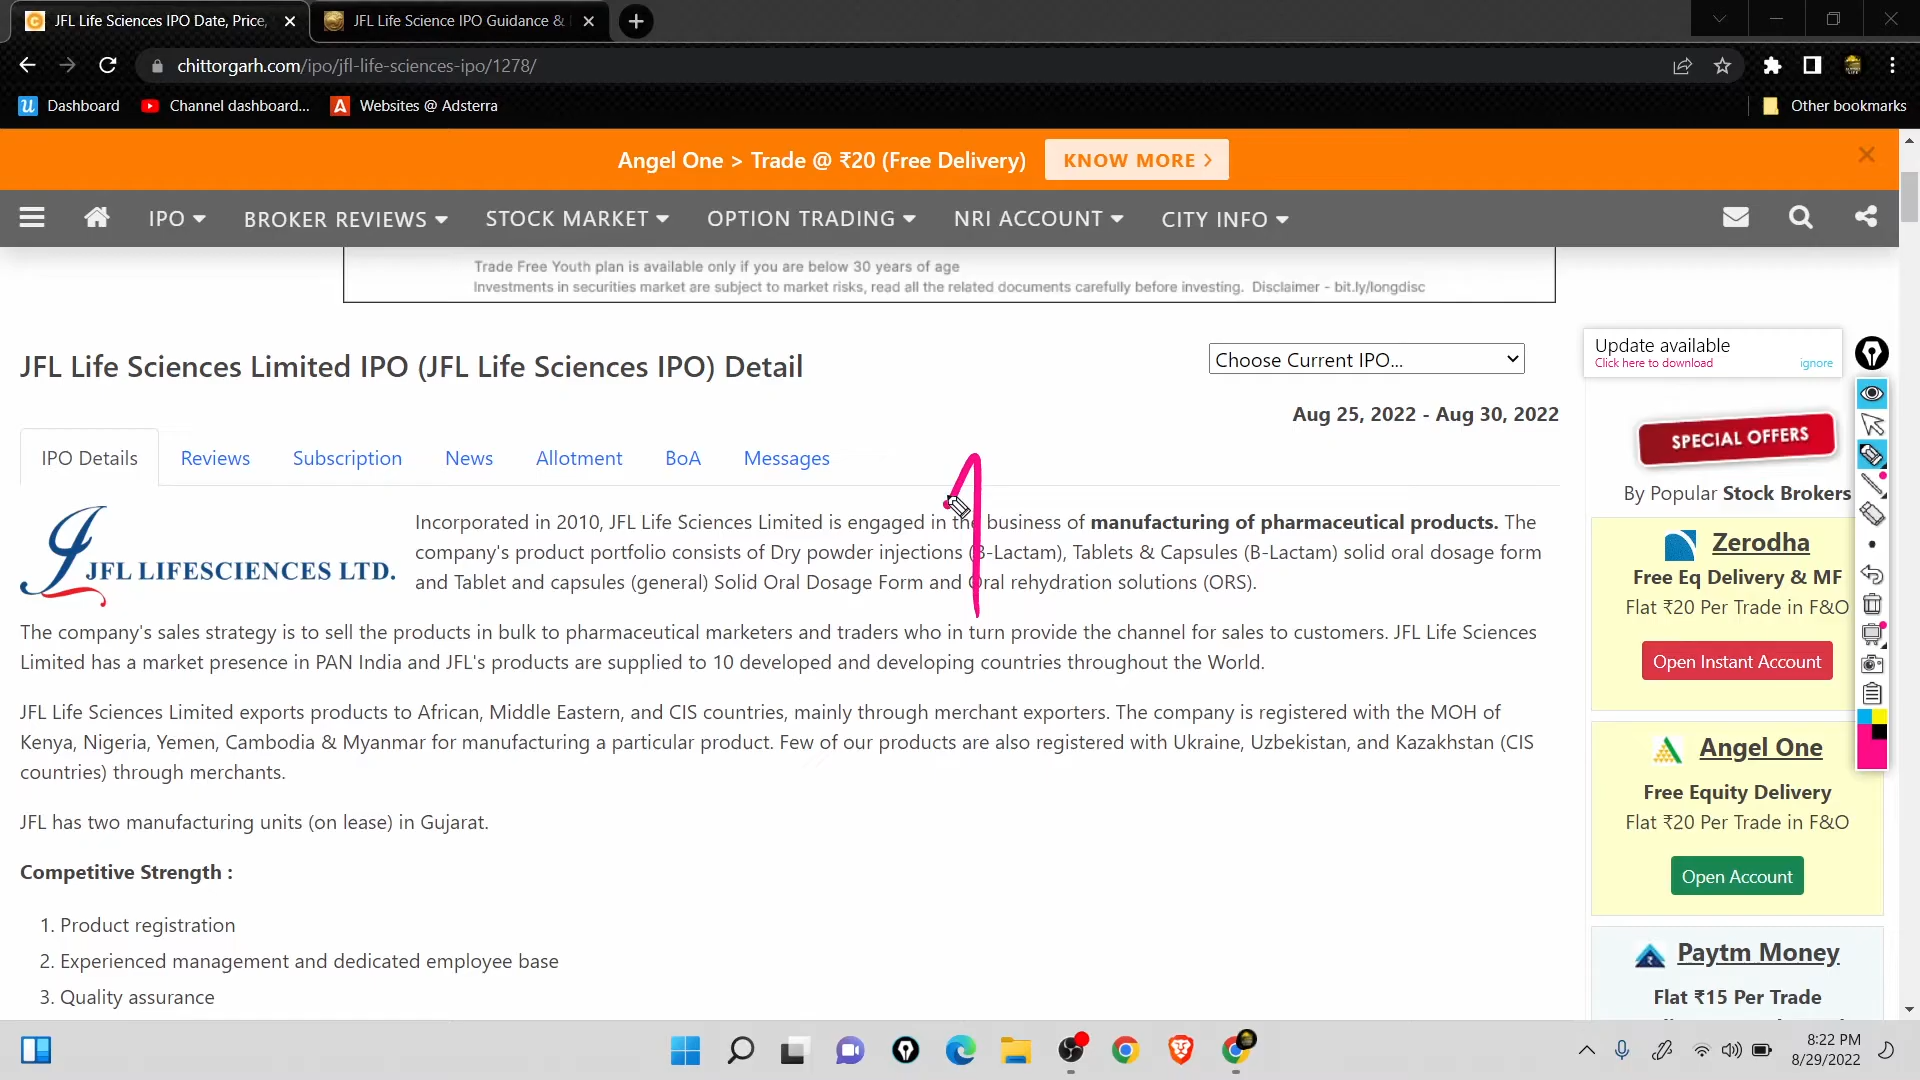 JFL Life Sciences IPO Date, Price,
JFL Life Science IPO Guidance &
chittorgarh.com/ipo/jfl-life-sciences-ipo/1278/
Dashboard
Channel dashboard...
Websites @ Adsterra
Other bookmarks
Angel One > Trade @ ₹20 (Free Delivery)
KNOW MORE >
IPO
BROKER REVIEWS
STOCK MARKET
OPTION TRADING
NRI ACCOUNT
CITY INFO
Trade Free Youth plan is available only if you are below 30 years of age
Investments in securities market are subject to market risks, read all the related documents carefully before investing. Disclaimer - bit.ly/longdisc
JFL Life Sciences Limited IPO (JFL Life Sciences IPO) Detail
Choose Current IPO...
Aug 25, 2022 - Aug 30, 2022
IPO Details
Reviews
Subscription
News
Allotment
BoA
Messages
JFL LIFESCIENCES LTD.
Incorporated in 2010, JFL Life Sciences Limited is engaged in the business of manufacturing of pharmaceutical products. The
company's product portfolio consists of Dry powder injections (B-Lactam), Tablets & Capsules (B-Lactam) solid oral dosage form
and Tablet and capsules (general) Solid Oral Dosage Form and Oral rehydration solutions (ORS).
The company's sales strategy is to sell the products in bulk to pharmaceutical marketers and traders who in turn provide the channel for sales to customers. JFL Life Sciences
Limited has a market presence in PAN India and JFL's products are supplied to 10 developed and developing countries throughout the World.
JFL Life Sciences Limited exports products to African, Middle Eastern, and CIS countries, mainly through merchant exporters. The company is registered with the MOH of
Kenya, Nigeria, Yemen, Cambodia & Myanmar for manufacturing a particular product. Few of our products are also registered with Ukraine, Uzbekistan, and Kazakhstan (CIS
countries) through merchants.
JFL has two manufacturing units (on lease) in Gujarat.
Competitive Strength :
1. Product registration
2. Experienced management and dedicated employee base
3. Quality assurance
Update available
Click here to download
ignore
SPECIAL OFFERS
By Popular Stock Brokers
Zerodha
Free Eq Delivery & MF
Flat ₹20 Per Trade in F&O
Open Instant Account
Angel One
Free Equity Delivery
Flat ₹20 Per Trade in F&O
Open Account
Paytm Money
Flat ₹15 Per Trade
8:22 PM
8/29/2022